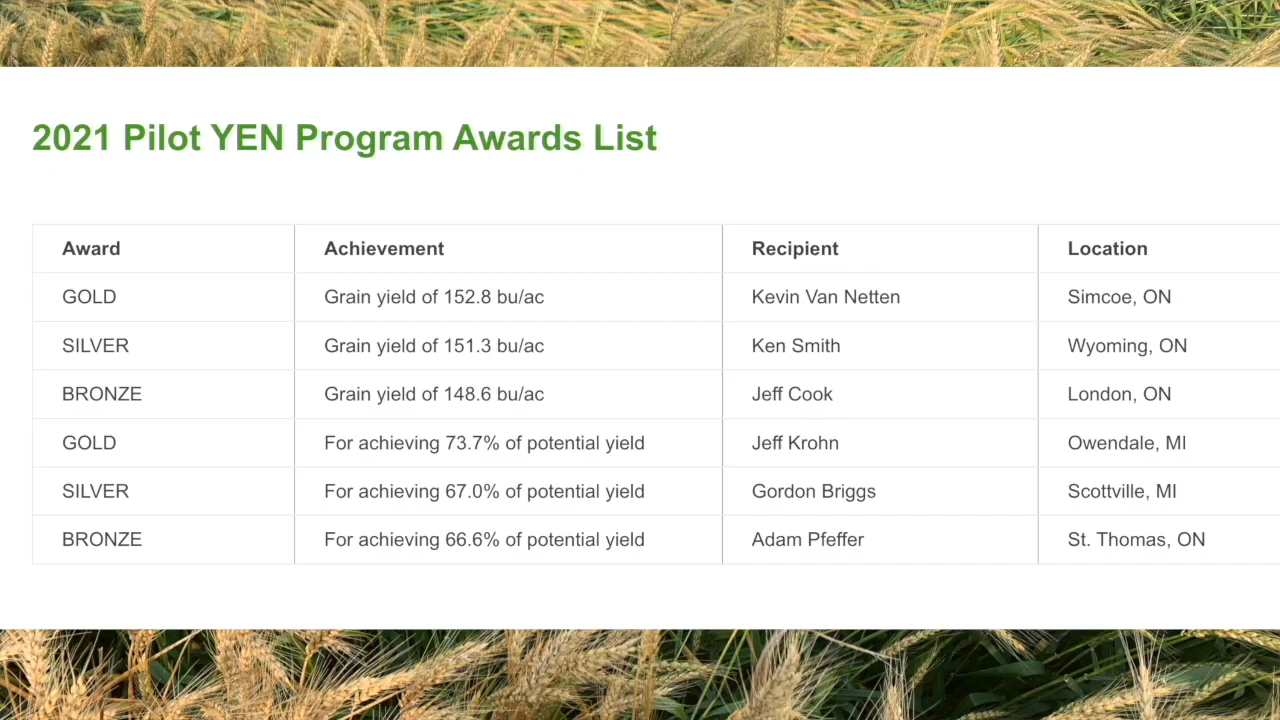 2021 Pilot YEN Program Awards List
Award Achievement Recipient Location
GOLD Grain yield of 152.8 bu/ac Kevin Van Netten Simcoe, ON
SILVER Grain yield of 151.3 bu/ac Ken Smith Wyoming, ON
BRONZE Grain yield of 148.6 bu/ac Jeff Cook London, ON
GOLD For achieving 73.7% of potential yield Jeff Krohn Owendale, MI
SILVER For achieving 67.0% of potential yield Gordon Briggs Scottville, MI
BRONZE For achieving 66.6% of potential yield Adam Pfeffer St. Thomas, ON